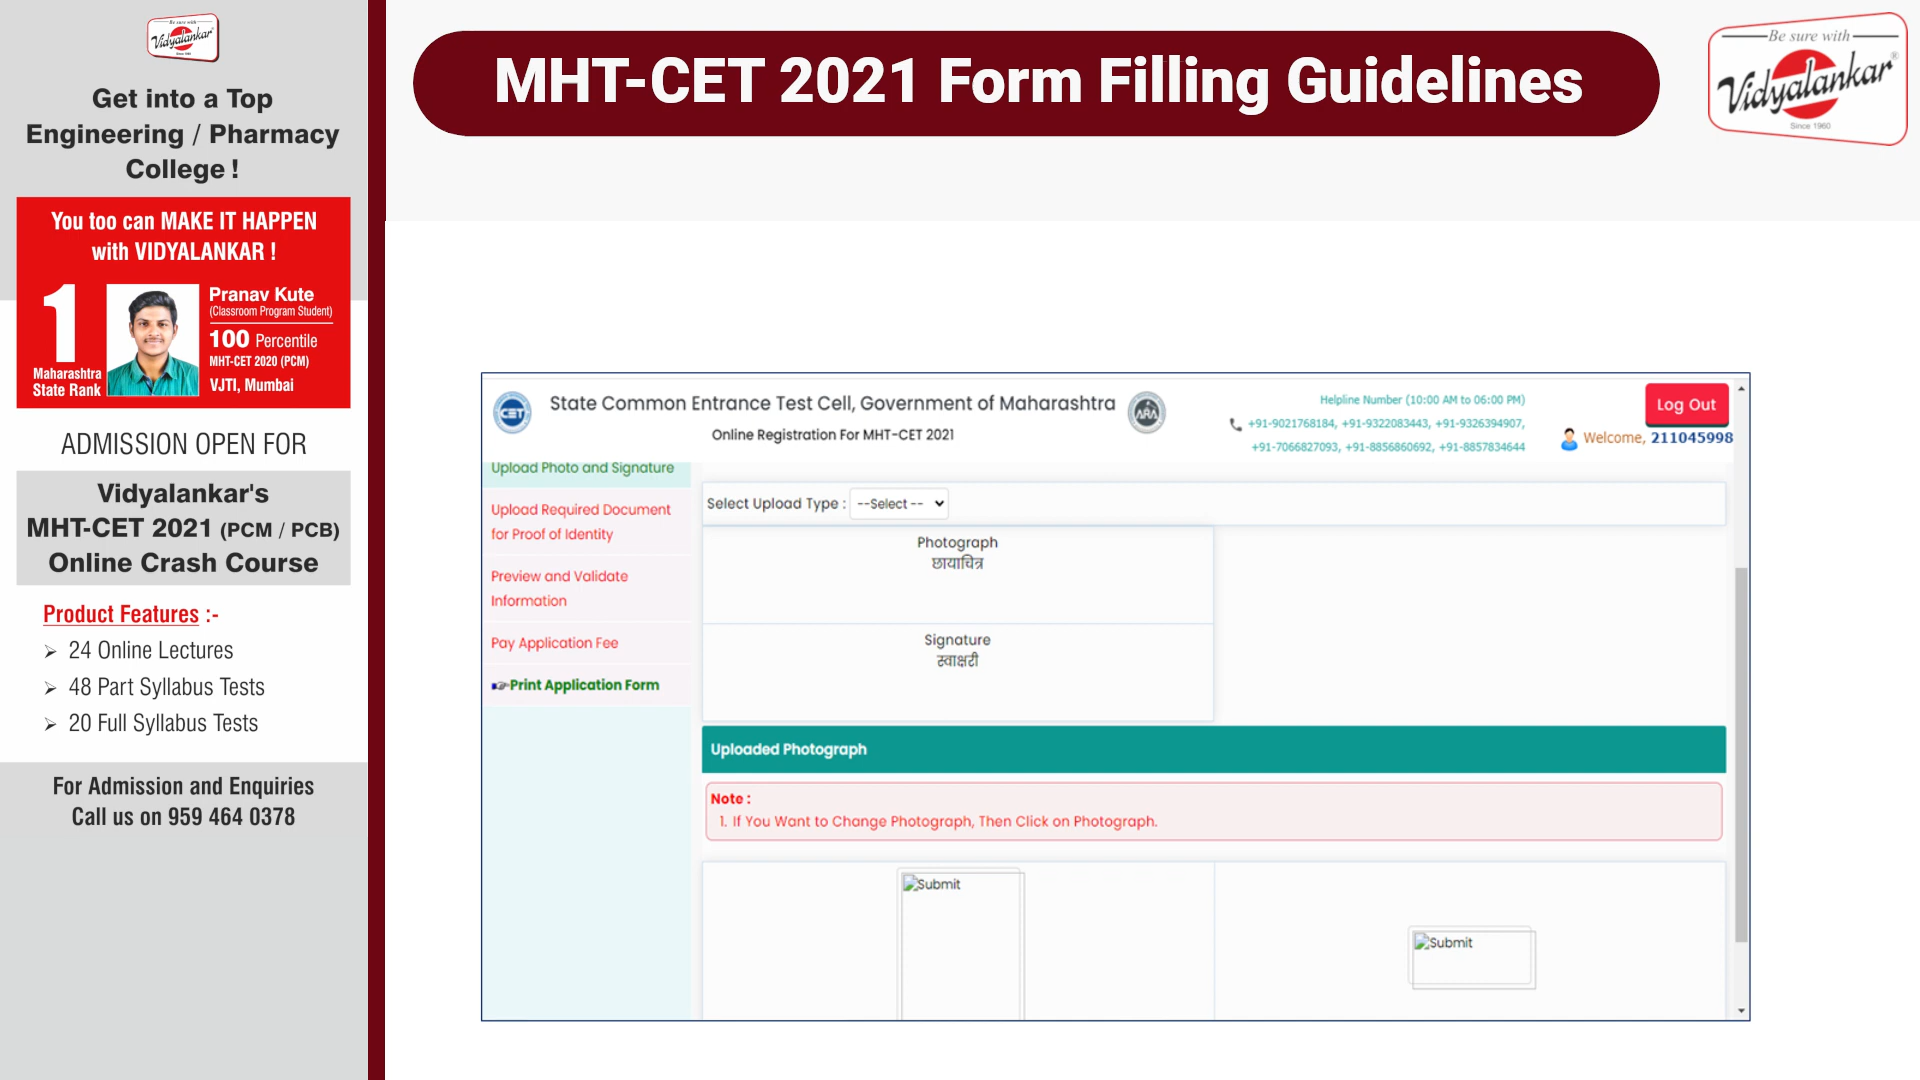 Be sure with
Vidyalankar
Since 1960
Get into a Top
Engineering / Pharmacy
College !
You too can MAKE IT HAPPEN
with VIDYALANKAR !
1
Maharashtra
State Rank
Pranav Kute
(Classroom Program Student)
100 Percentile
MHT-CET 2020 (PCM)
VJTI, Mumbai
ADMISSION OPEN FOR
Vidyalankar's
MHT-CET 2021 (PCM / PCB)
Online Crash Course
Product Features :-
➢ 24 Online Lectures
➢ 48 Part Syllabus Tests
➢ 20 Full Syllabus Tests
For Admission and Enquiries
Call us on 959 464 0378
MHT-CET 2021 Form Filling Guidelines
Be sure with
Vidyalankar®
Since 1960
CET
State Common Entrance Test Cell, Government of Maharashtra
Online Registration For MHT-CET 2021
ARA
Helpline Number (10:00 AM to 06:00 PM)
+91-9021768184, +91-9322083443, +91-9326394907,
+91-7066827093, +91-8856860692, +91-8857834644
Log Out
Welcome, 211045998
Upload Photo and Signature
Upload Required Document
for Proof of Identity
Preview and Validate
Information
Pay Application Fee
Print Application Form
Select Upload Type : --Select --
Photograph
छायाचित्र
Signature
स्वाक्षरी
Uploaded Photograph
Note :
1. If You Want to Change Photograph, Then Click on Photograph.
Submit
Submit